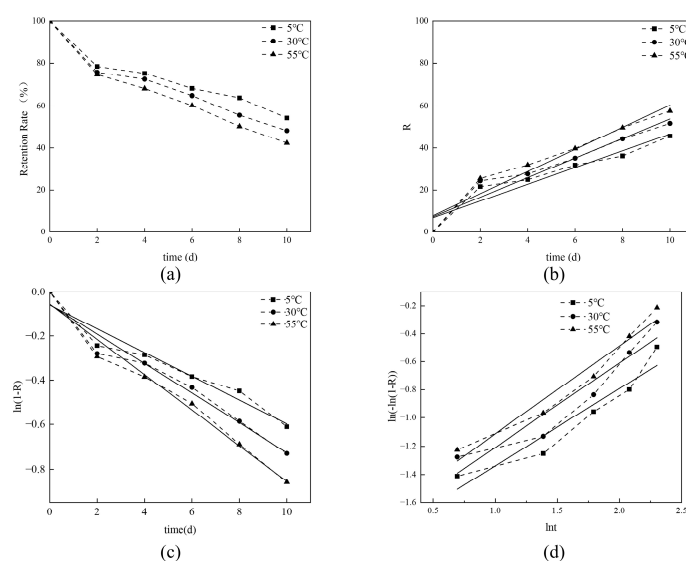 100
80
60
40
20
0
0 2 4 6 8 10
Retention Rate (%)
time (d)
5℃
30℃
55℃
(a)
100
80
60
40
20
0
0 2 4 6 8 10
R
time (d)
5℃
30℃
55℃
(b)
0.0
−0.2
−0.4
−0.6
−0.8
0 2 4 6 8 10
ln(1-R)
time(d)
5℃
30℃
55℃
(c)
−0.2
−0.4
−0.6
−0.8
−1.0
−1.2
−1.4
−1.6
0.5 1.0 1.5 2.0 2.5
ln(-ln(1-R))
lnt
5℃
30℃
55℃
(d)